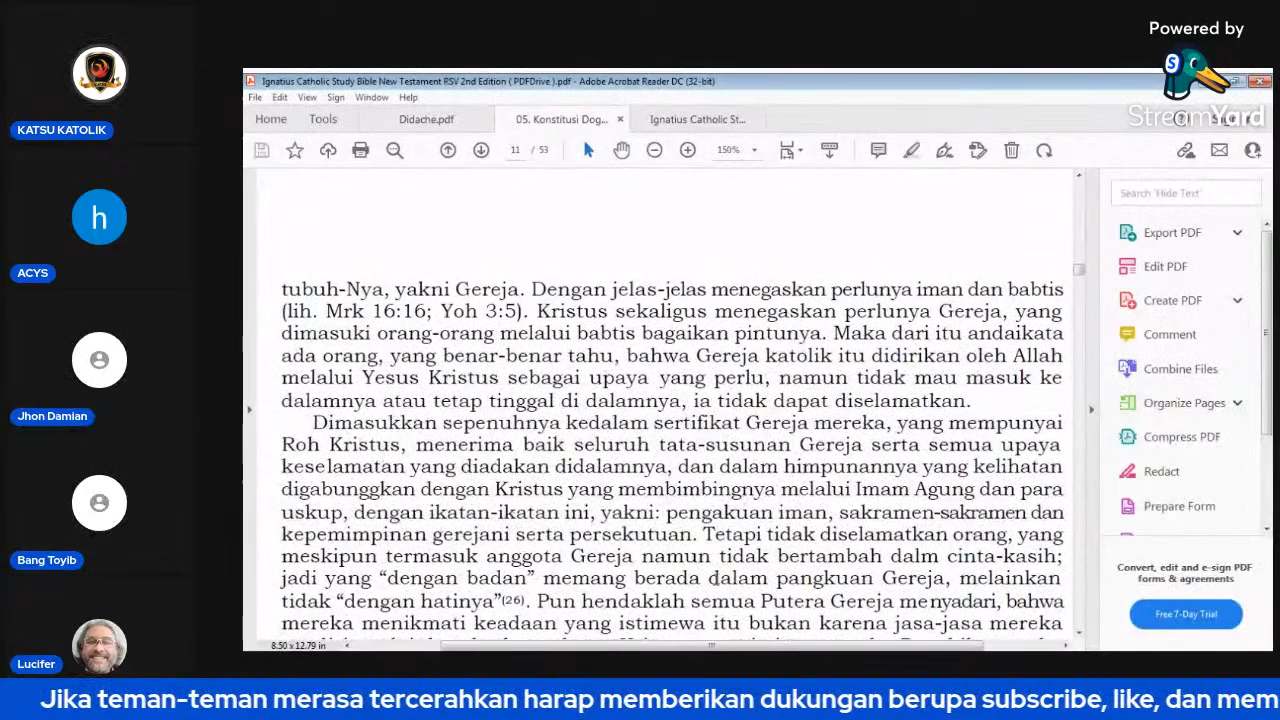 Powered by
StreamYard
KATSU KATOLIK
h
ACYS
Jhon Damian
Bang Toyib
Lucifer
Ignatius Catholic Study Bible New Testament RSV 2nd Edition ( PDFDrive ).pdf - Adobe Acrobat Reader DC (32-bit)
File Edit View Sign Window Help
Home Tools Didache.pdf 05. Konstitusi Dog... × Ignatius Catholic St...
11 / 53 150%
tubuh-Nya, yakni Gereja. Dengan jelas-jelas menegaskan perlunya iman dan babtis
(lih. Mrk 16:16; Yoh 3:5). Kristus sekaligus menegaskan perlunya Gereja, yang
dimasuki orang-orang melalui babtis bagaikan pintunya. Maka dari itu andaikata
ada orang, yang benar-benar tahu, bahwa Gereja katolik itu didirikan oleh Allah
melalui Yesus Kristus sebagai upaya yang perlu, namun tidak mau masuk ke
dalamnya atau tetap tinggal di dalamnya, ia tidak dapat diselamatkan.
Dimasukkan sepenuhnya kedalam sertifikat Gereja mereka, yang mempunyai
Roh Kristus, menerima baik seluruh tata-susunan Gereja serta semua upaya
keselamatan yang diadakan didalamnya, dan dalam himpunannya yang kelihatan
digabunggkan dengan Kristus yang membimbingnya melalui Imam Agung dan para
uskup, dengan ikatan-ikatan ini, yakni: pengakuan iman, sakramen-sakramen dan
kepemimpinan gerejani serta persekutuan. Tetapi tidak diselamatkan orang, yang
meskipun termasuk anggota Gereja namun tidak bertambah dalm cinta-kasih;
jadi yang “dengan badan” memang berada dalam pangkuan Gereja, melainkan
tidak “dengan hatinya”(26). Pun hendaklah semua Putera Gereja menyadari, bahwa
mereka menikmati keadaan yang istimewa itu bukan karena jasa-jasa mereka
8.50 x 12.79 in
Search 'Hide Text'
Export PDF
Edit PDF
Create PDF
Comment
Combine Files
Organize Pages
Compress PDF
Redact
Prepare Form
Convert, edit and e-sign PDF
forms & agreements
Free 7-Day Trial
Jika teman-teman merasa tercerahkan harap memberikan dukungan berupa subscribe, like, dan mem